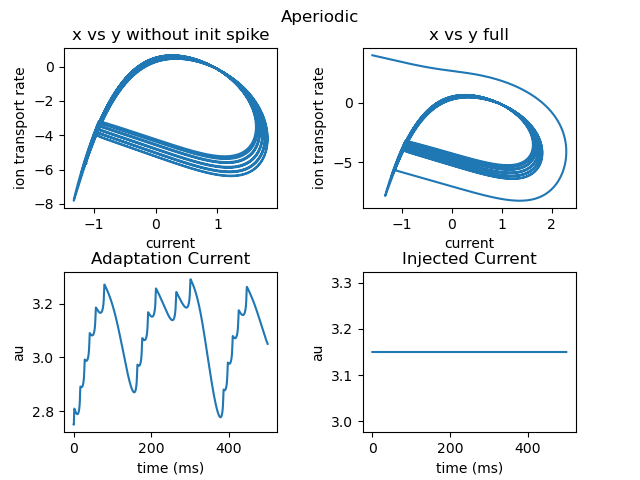 Aperiodic
x vs y without init spike
ion transport rate
0
−2
−4
−6
−8
−1
0
1
current
x vs y full
ion transport rate
0
−5
−1
0
1
2
current
Adaptation Current
au
3.2
3.0
2.8
0
200
400
time (ms)
Injected Current
au
3.3
3.2
3.1
3.0
0
200
400
time (ms)